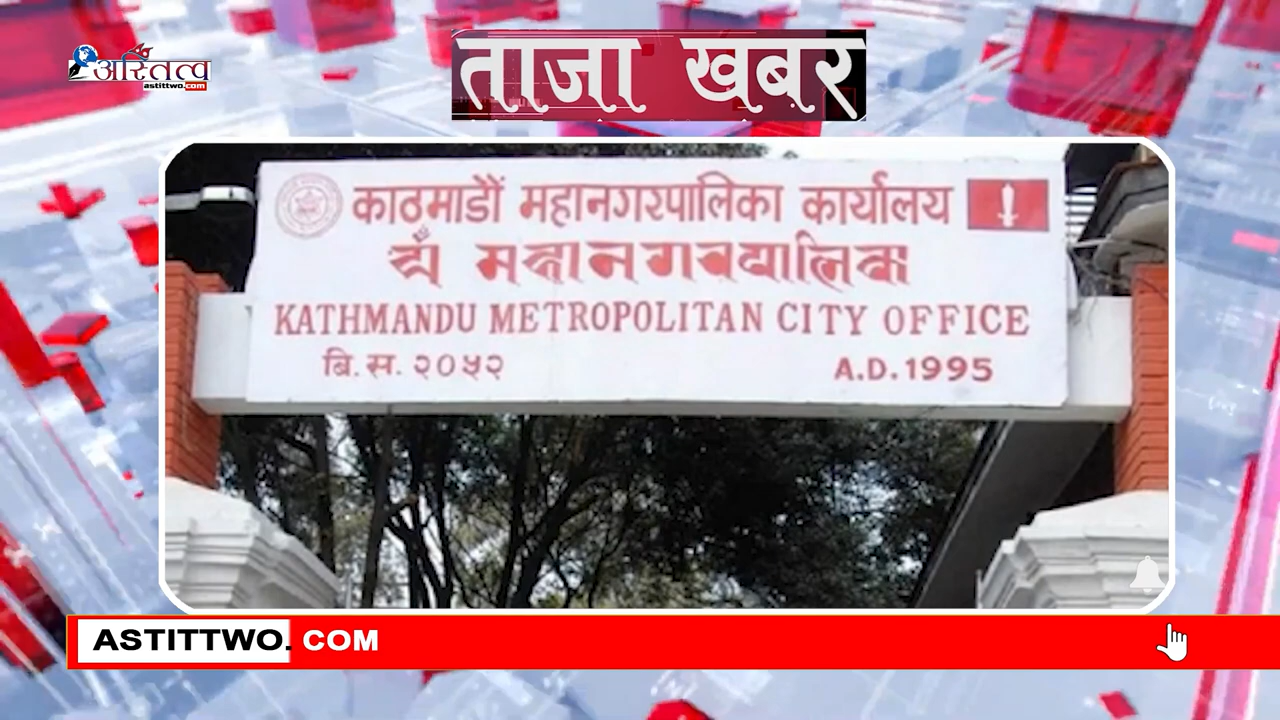 अस्तित्व
astittwo.com
ताजा खबर
काठमाडौं महानगरपालिका कार्यालय
KATHMANDU METROPOLITAN CITY OFFICE
बि.स. २०५२
A.D. 1995
ASTITTWO. COM